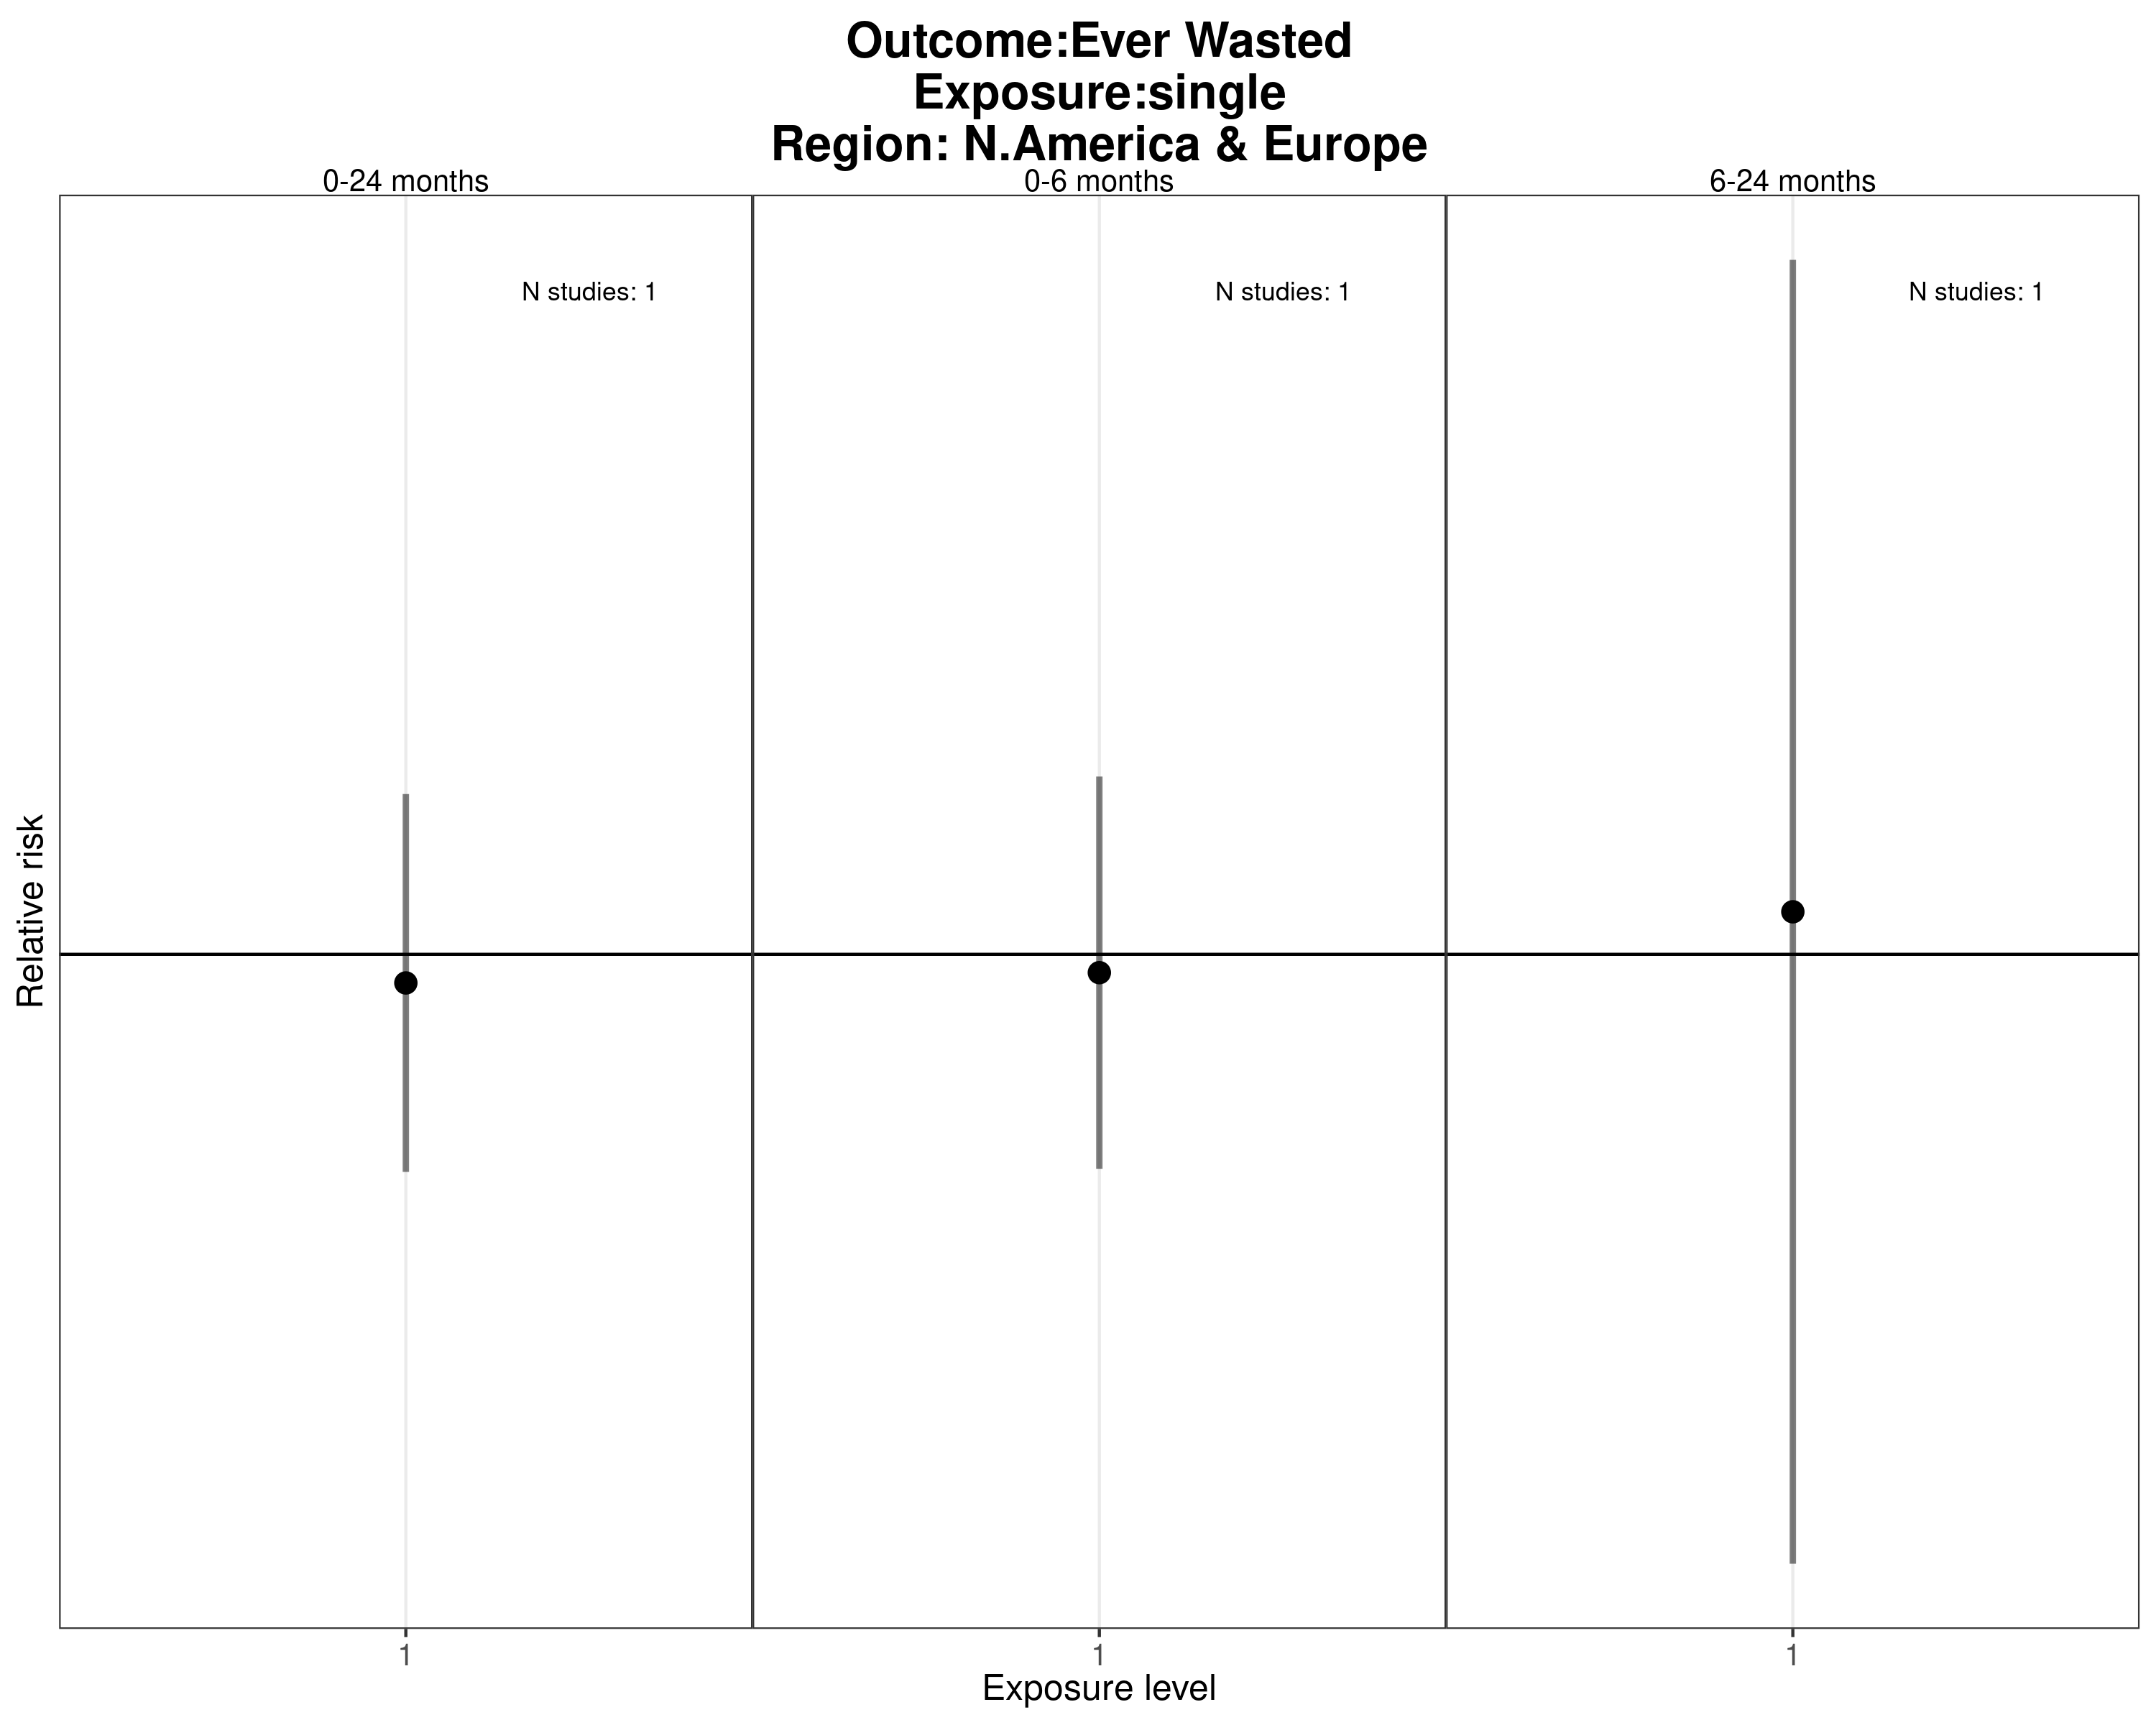 Outcome:Ever Wasted
Exposure:single
Region: N.America & Europe
0-24 months
0-6 months
6-24 months
N studies: 1
N studies: 1
N studies: 1
Relative risk
1
1
1
Exposure level